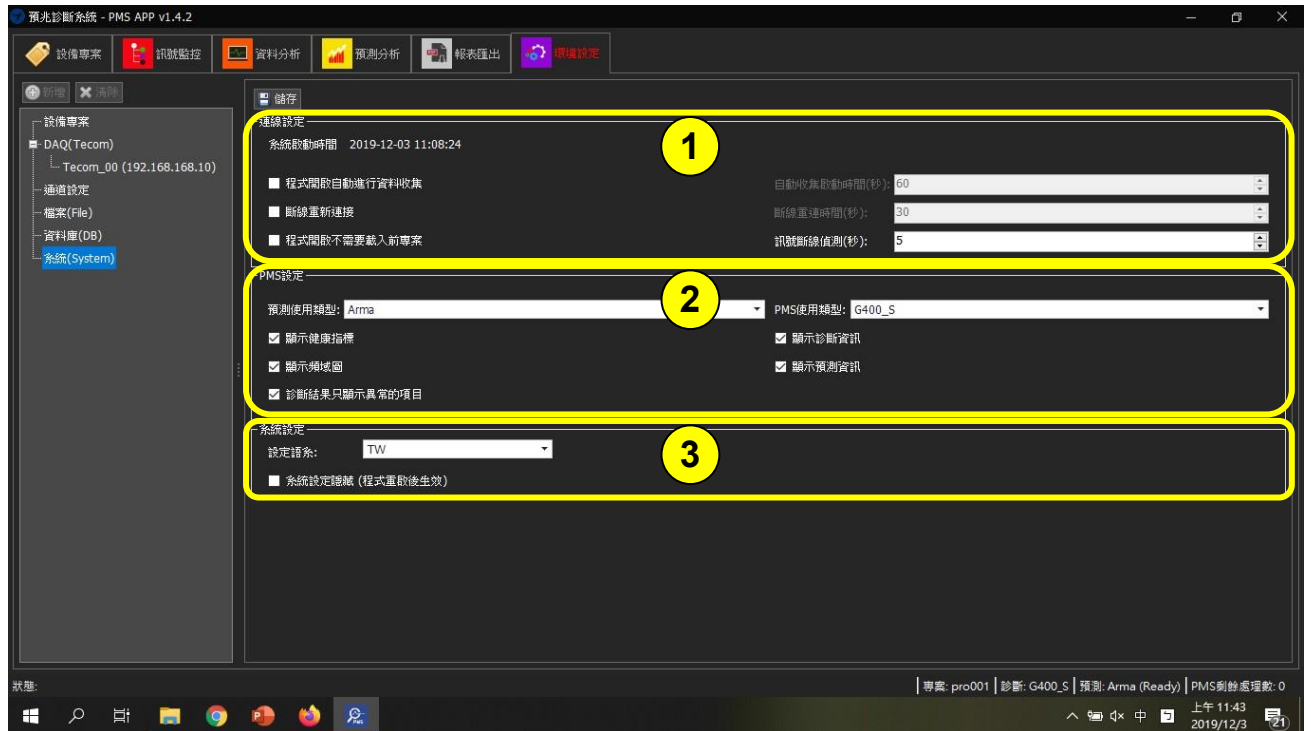 預兆診斷系統 - PMS APP v1.4.2
設備專案 訊號監控 資料分析 預測分析 報表匯出 環境設定
新增 清除
儲存
設備專案
DAQ(Tecom)
Tecom_00 (192.168.168.10)
通道設定
檔案(File)
資料庫(DB)
系統(System)
連線設定
1
系統啟動時間 2019-12-03 11:08:24
程式開啟自動進行資料收集 自動收集啟動時間(秒): 60
斷線重新連接 斷線重連時間(秒): 30
程式開啟不需要載入前專案 訊號斷線偵測(秒): 5
PMS設定
2
預測使用類型: Arma PMS使用類型: G400_S
顯示健康指標 顯示診斷資訊
顯示頻域圖 顯示預測資訊
診斷結果只顯示異常的項目
系統設定
3
設定語系: TW
系統設定隱藏 (程式重啟後生效)
狀態: 專案: pro001 診斷: G400_S 預測: Arma (Ready) PMS剩餘處理數: 0
中 上午 11:43
2019/12/3 21